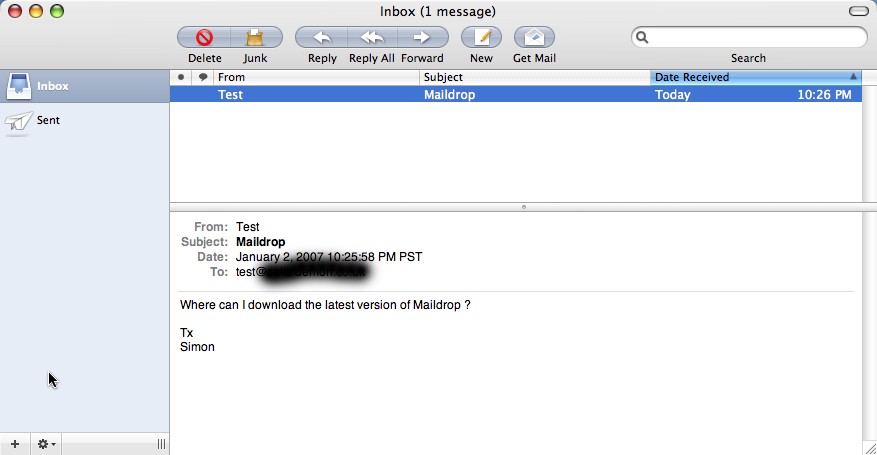 Inbox (1 message)
Delete Junk Reply Reply All Forward New Get Mail Search
Inbox
Sent
From Subject Date Received
Test Maildrop Today 10:26 PM
From: Test
Subject: Maildrop
Date: January 2, 2007 10:25:58 PM PST
To: test@
Where can I download the latest version of Maildrop ?
Tx
Simon